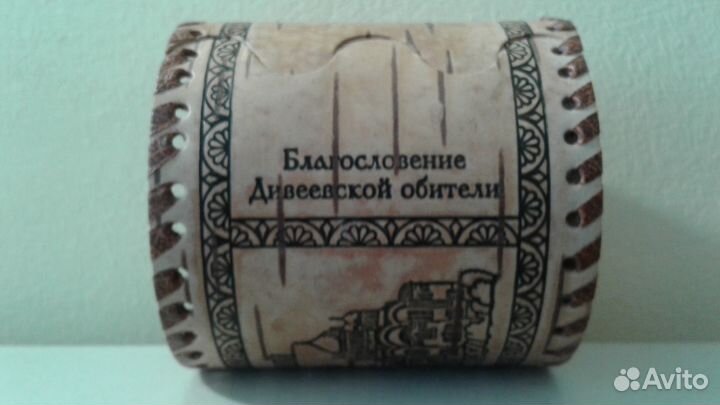 Благословение
Дивеевской обители
Avito